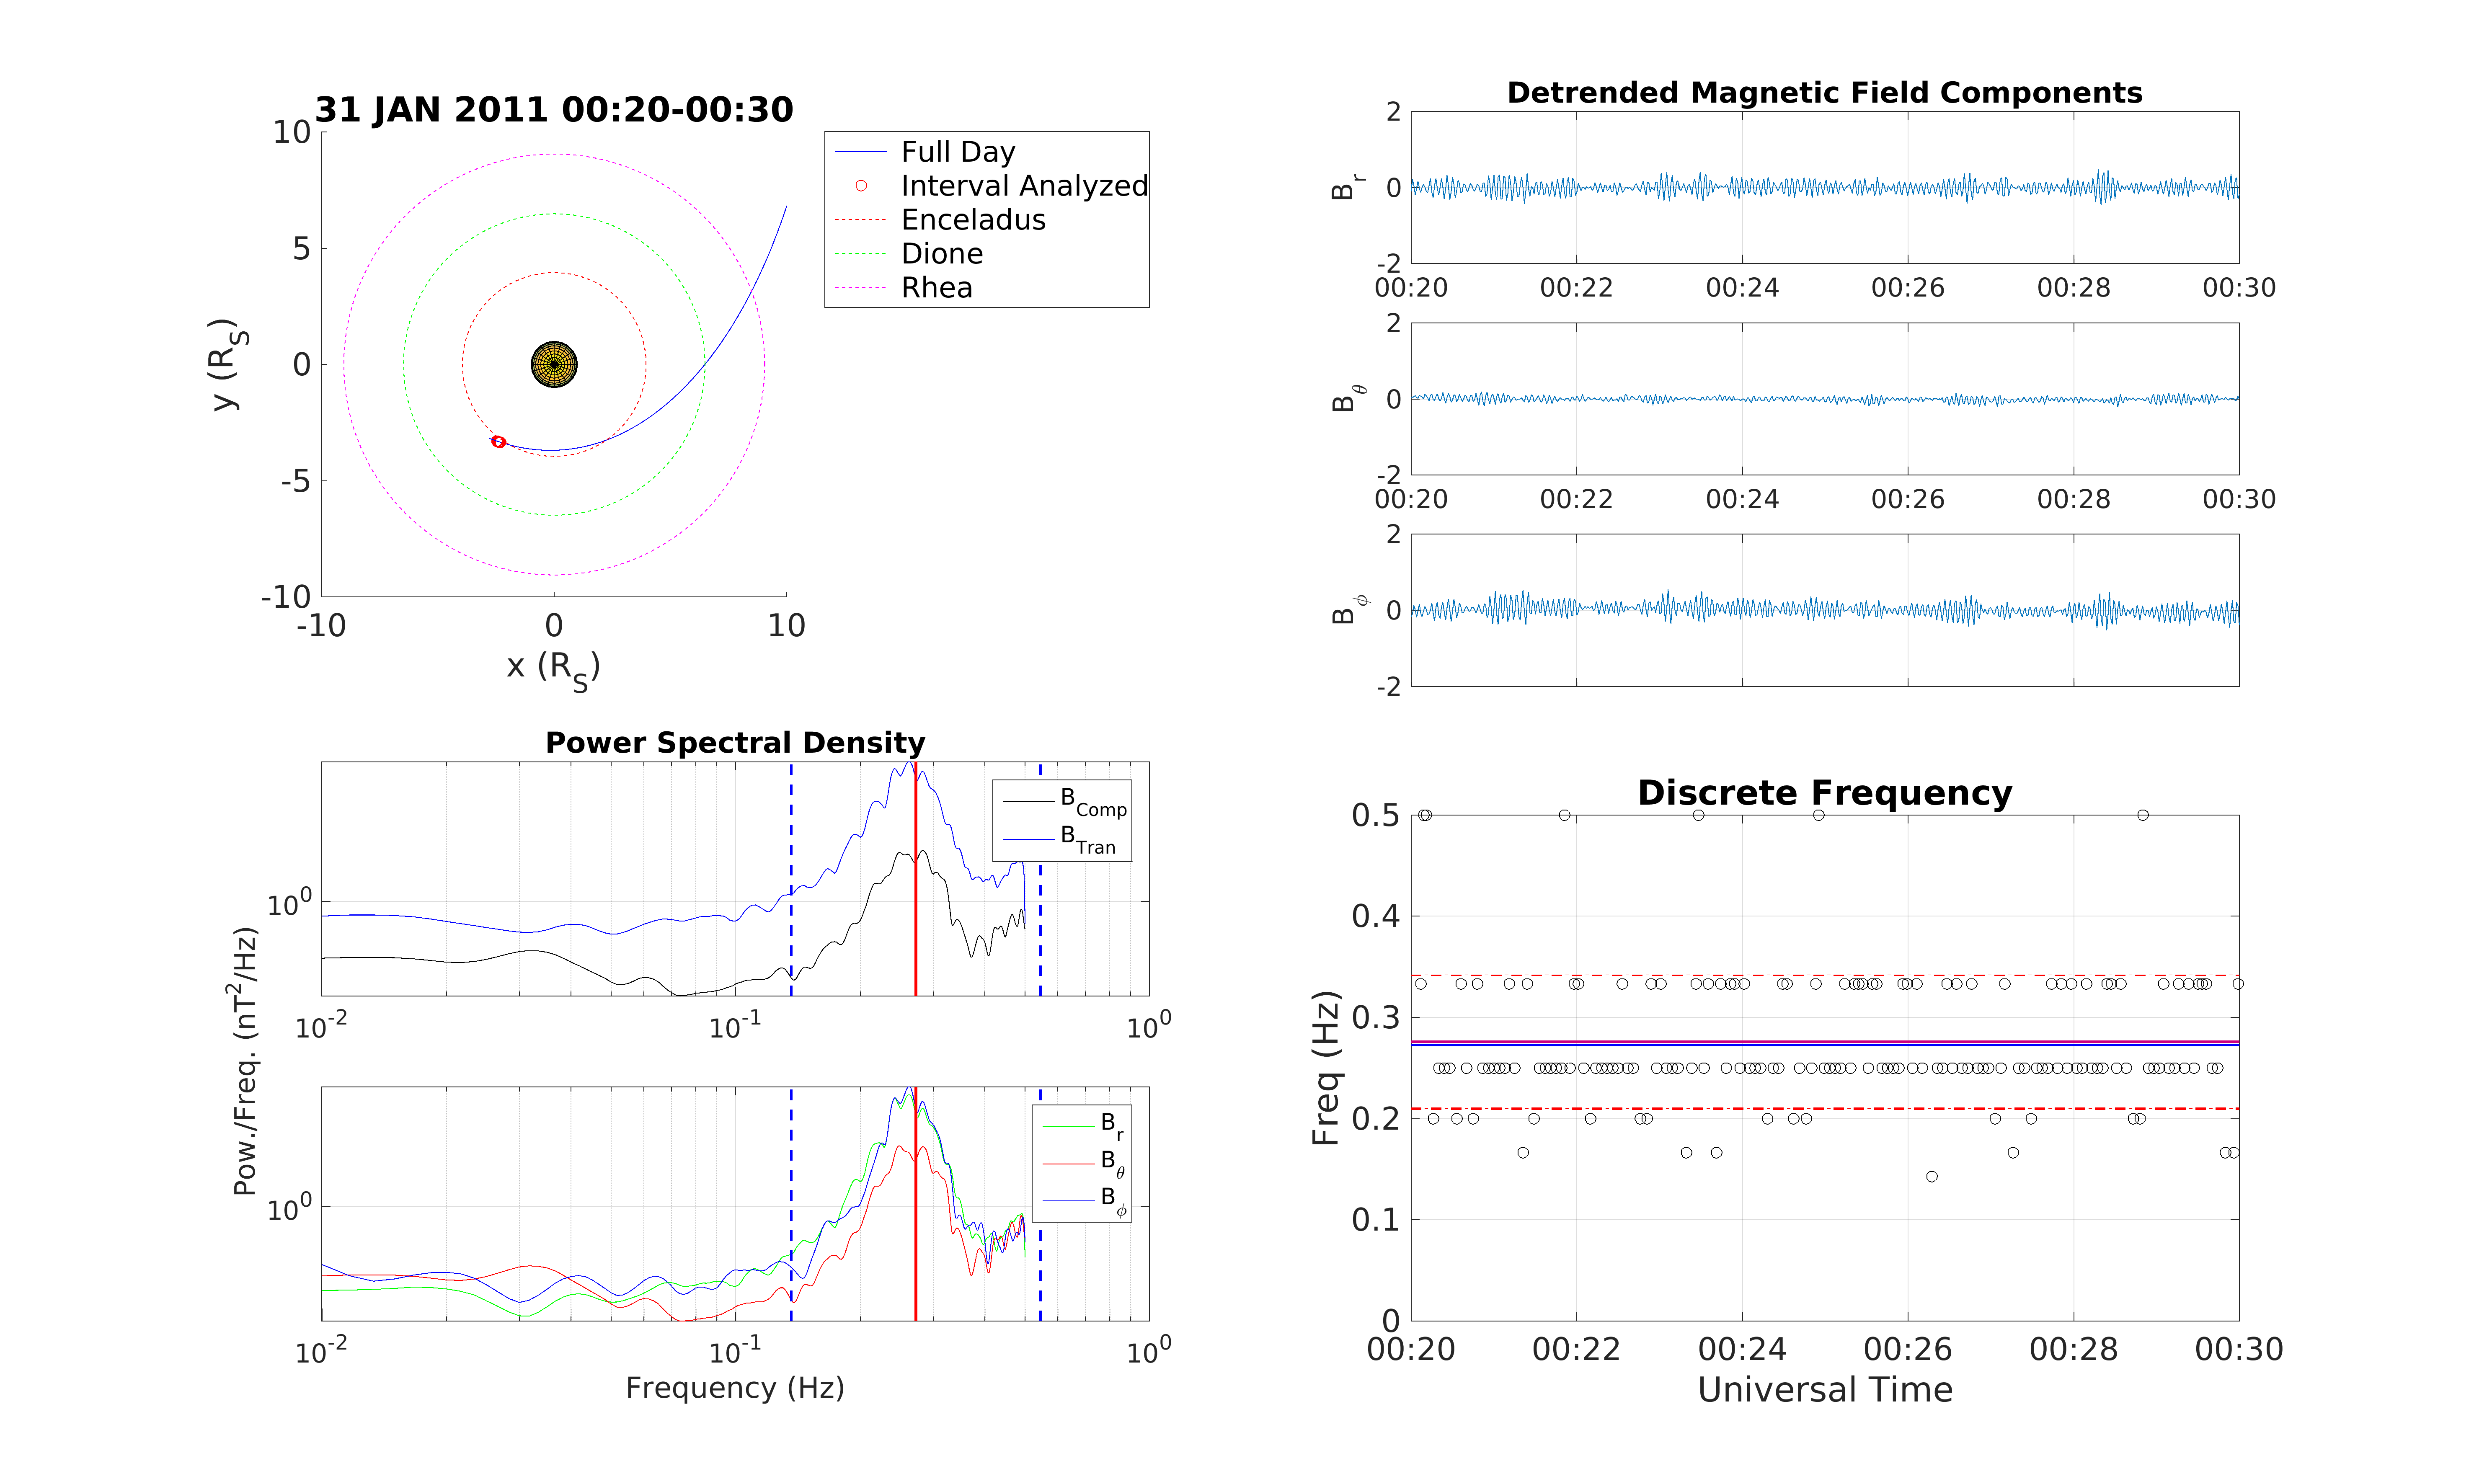 31 JAN 2011 00:20-00:30
10
5
0
-5
-10
-10
0
10
y (R_S)
x (R_S)
Full Day
Interval Analyzed
Enceladus
Dione
Rhea
Detrended Magnetic Field Components
2
0
-2
B_r
00:20 00:22 00:24 00:26 00:28 00:30
2
0
-2
B_θ
00:20 00:22 00:24 00:26 00:28 00:30
2
0
-2
B_ϕ
Power Spectral Density
10^0
B_Comp
B_Tran
10^-2 10^-1 10^0
Pow./Freq. (nT^2/Hz)
10^0
B_r
B_θ
B_ϕ
10^-2 10^-1 10^0
Frequency (Hz)
Discrete Frequency
0.5
0.4
0.3
0.2
0.1
0
Freq (Hz)
00:20 00:22 00:24 00:26 00:28 00:30
Universal Time